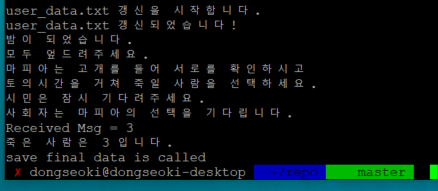 user_data.txt 갱신을 시작합니다.
user_data.txt 갱신되었습니다!
밤이 되었습니다.
모두 엎드려주세요.
마피아는 고개를 들어 서로를 확인하시고
토의시간을 거쳐 죽일 사람을 선택하세요.
시민은 잠시 기다려주세요.
사회자는 마피아의 선택을 기다립니다.
Received Msg = 3
죽은 사람은 3 입니다.
save final data is called
✗ dongseoki@dongseoki-desktop ~/repo master